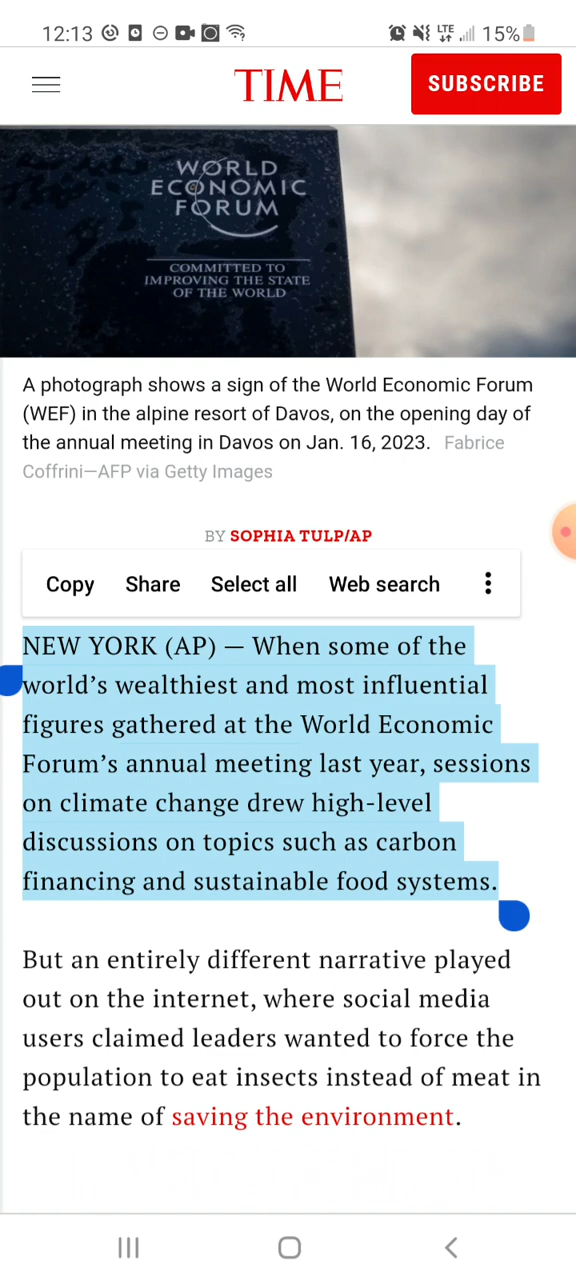 12:13 LTE 15%
TIME
SUBSCRIBE
WORLD
ECONOMIC
FORUM
COMMITTED TO
IMPROVING THE STATE
OF THE WORLD
A photograph shows a sign of the World Economic Forum
(WEF) in the alpine resort of Davos, on the opening day of
the annual meeting in Davos on Jan. 16, 2023. Fabrice
Coffrini—AFP via Getty Images
BY SOPHIA TULP/AP
Copy Share Select all Web search
NEW YORK (AP) — When some of the
world’s wealthiest and most influential
figures gathered at the World Economic
Forum’s annual meeting last year, sessions
on climate change drew high-level
discussions on topics such as carbon
financing and sustainable food systems.
But an entirely different narrative played
out on the internet, where social media
users claimed leaders wanted to force the
population to eat insects instead of meat in
the name of saving the environment.